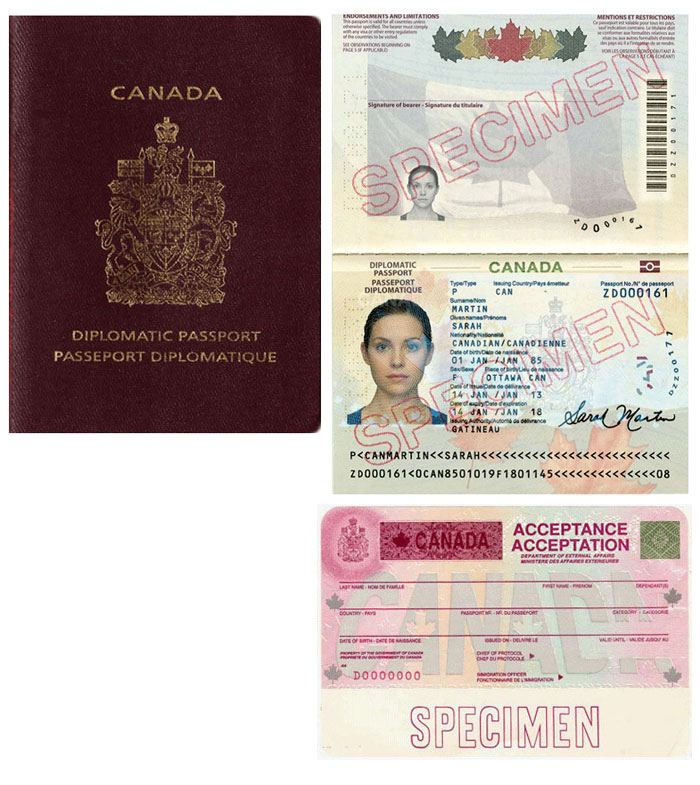 CANADA
DIPLOMATIC PASSPORT
PASSEPORT DIPLOMATIQUE
ENDORSEMENTS AND LIMITATIONS
This passport is valid for all countries unless
otherwise specified. The bearer must comply
with any visa or other entry regulations
of the countries to be visited.
SEE OBSERVATIONS BEGINNING ON
PAGE 5 (IF APPLICABLE)
MENTIONS ET RESTRICTIONS
Ce passeport est valable pour tous les pays,
sauf indication contraire. Le titulaire doit
se conformer aux formalités relatives aux
visas ou aux autres formalités d'entrée
des pays où il a l'intention de se rendre.
VOIR LES OBSERVATIONS DÉBUTANT À
LA PAGE 5 (LE CAS ÉCHÉANT)
Signature of bearer - Signature du titulaire
SPECIMEN
DZ200171
ZD000161
DIPLOMATIC
PASSPORT
PASSEPORT
DIPLOMATIQUE
CANADA
Type/Type Issuing Country/Pays émetteur Passport No./N° de passeport
P CAN ZD000161
Surname/Nom
MARTIN
Given names/Prénoms
SARAH
Nationality/Nationalité
CANADIAN/CANADIENNE
Date of birth/Date de naissance
01 JAN /JAN 85
Sex/Sexe Place of birth/Lieu de naissance
F OTTAWA CAN
Date of issue/Date de délivrance
14 JAN /JAN 13
Date of expiry/Date d'expiration
14 JAN /JAN 18
Issuing Authority/Autorité de délivrance
GATINEAU
Sarah Martin
SPECIMEN
P<CANMARTIN<<SARAH<<<<<<<<<<<<<<<<<<<<<<<<<<
ZD000161<0CAN8501019F1801145<<<<<<<<<<<<<<08
CANADA
ACCEPTANCE
ACCEPTATION
DEPARTMENT OF EXTERNAL AFFAIRS
MINISTERE DES AFFAIRES EXTERIEURES
CANADA
LAST NAME - NOM DE FAMILLE FIRST NAME - PRENOM DEPENDANT(S)
COUNTRY - PAYS PASSPORT NO. - NO. DU PASSEPORT CATEGORY - CATEGORIE
DATE OF BIRTH - DATE DE NAISSANCE ISSUED ON - DELIVRE LE VALID UNTIL - VALIDE JUSQU'AU
PROPERTY OF THE GOVERNMENT OF CANADA
PROPRIETE DU GOUVERNEMENT DU CANADA
CHEF OF PROTOCOL
CHEF DU PROTOCOLE
D0000000
IMMIGRATION OFFICER
FONCTIONNAIRE DE L'IMMIGRATION
SPECIMEN